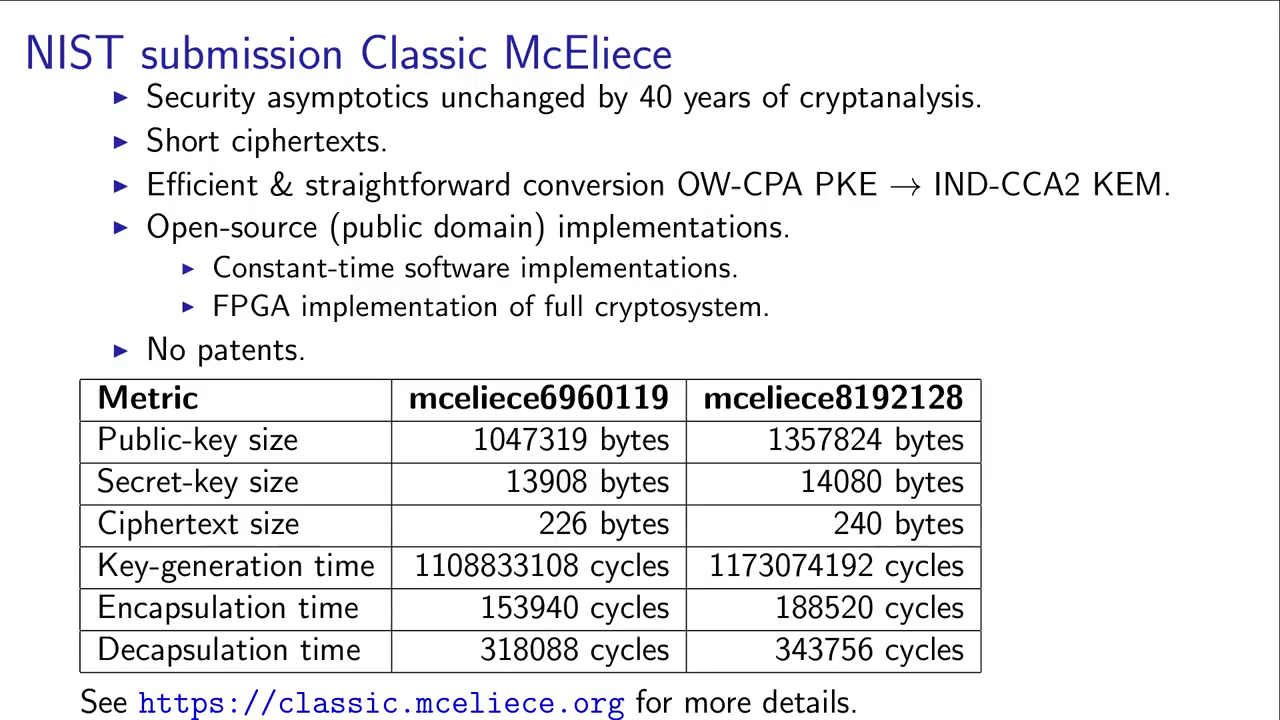 NIST submission Classic McEliece
▶ Security asymptotics unchanged by 40 years of cryptanalysis.
▶ Short ciphertexts.
▶ Efficient & straightforward conversion OW-CPA PKE → IND-CCA2 KEM.
▶ Open-source (public domain) implementations.
▶ Constant-time software implementations.
▶ FPGA implementation of full cryptosystem.
▶ No patents.
Metric mceliece6960119 mceliece8192128
Public-key size 1047319 bytes 1357824 bytes
Secret-key size 13908 bytes 14080 bytes
Ciphertext size 226 bytes 240 bytes
Key-generation time 1108833108 cycles 1173074192 cycles
Encapsulation time 153940 cycles 188520 cycles
Decapsulation time 318088 cycles 343756 cycles
See https://classic.mceliece.org for more details.